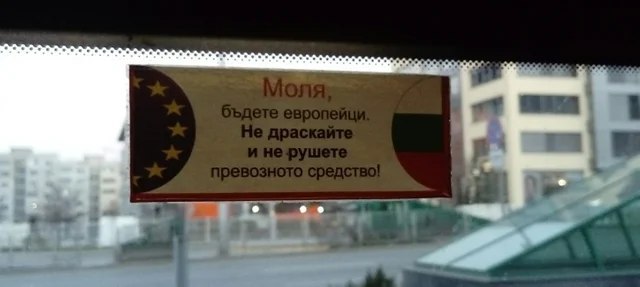 Моля,
бъдете европейци.
Не драскайте
и не рушете
превозното средство!